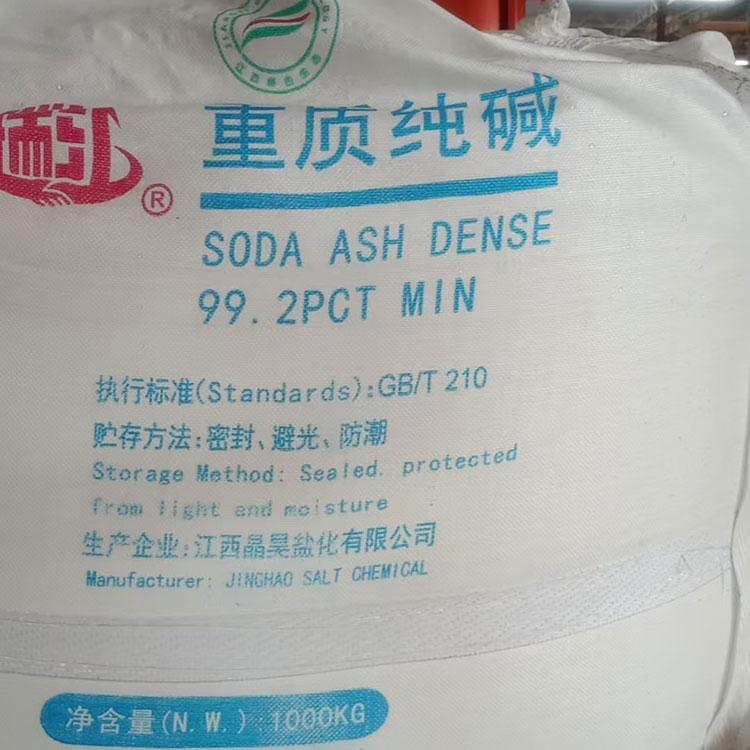 重质纯碱
SODA ASH DENSE
99.2PCT MIN
执行标准(Standards):GB/T 210
贮存方法:密封、避光、防潮
Storage Method: Sealed. protected
from light and moisture
生产企业:江西晶昊盐化有限公司
Manufacturer: JINGHAO SALT CHEMICAL
净含量(N.W.) 1000KG